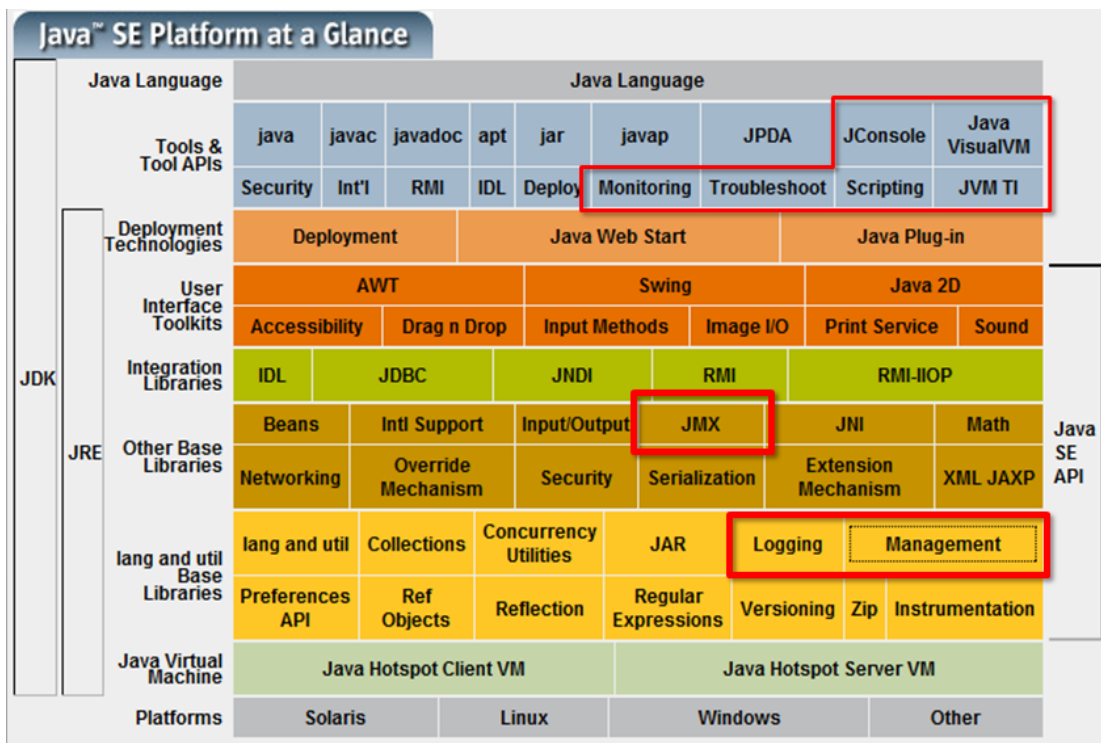 Java™ SE Platform at a Glance
Java Language
Java Language
Tools &
Tool APIs
java javac javadoc apt jar javap JPDA JConsole Java
VisualVM
Security Int'l RMI IDL Deploy Monitoring Troubleshoot Scripting JVM TI
Deployment
Technologies
Deployment Java Web Start Java Plug-in
User
Interface
Toolkits
AWT Swing Java 2D
Accessibility Drag n Drop Input Methods Image I/O Print Service Sound
Integration
Libraries
IDL JDBC JNDI RMI RMI-IIOP
JDK
JRE
Other Base
Libraries
Beans Intl Support Input/Output JMX JNI Math
Networking Override
Mechanism Security Serialization Extension
Mechanism XML JAXP
Java
SE
API
lang and util
Base
Libraries
lang and util Collections Concurrency
Utilities JAR Logging Management
Preferences
API Ref
Objects Reflection Regular
Expressions Versioning Zip Instrumentation
Java Virtual
Machine
Java Hotspot Client VM Java Hotspot Server VM
Platforms
Solaris Linux Windows Other